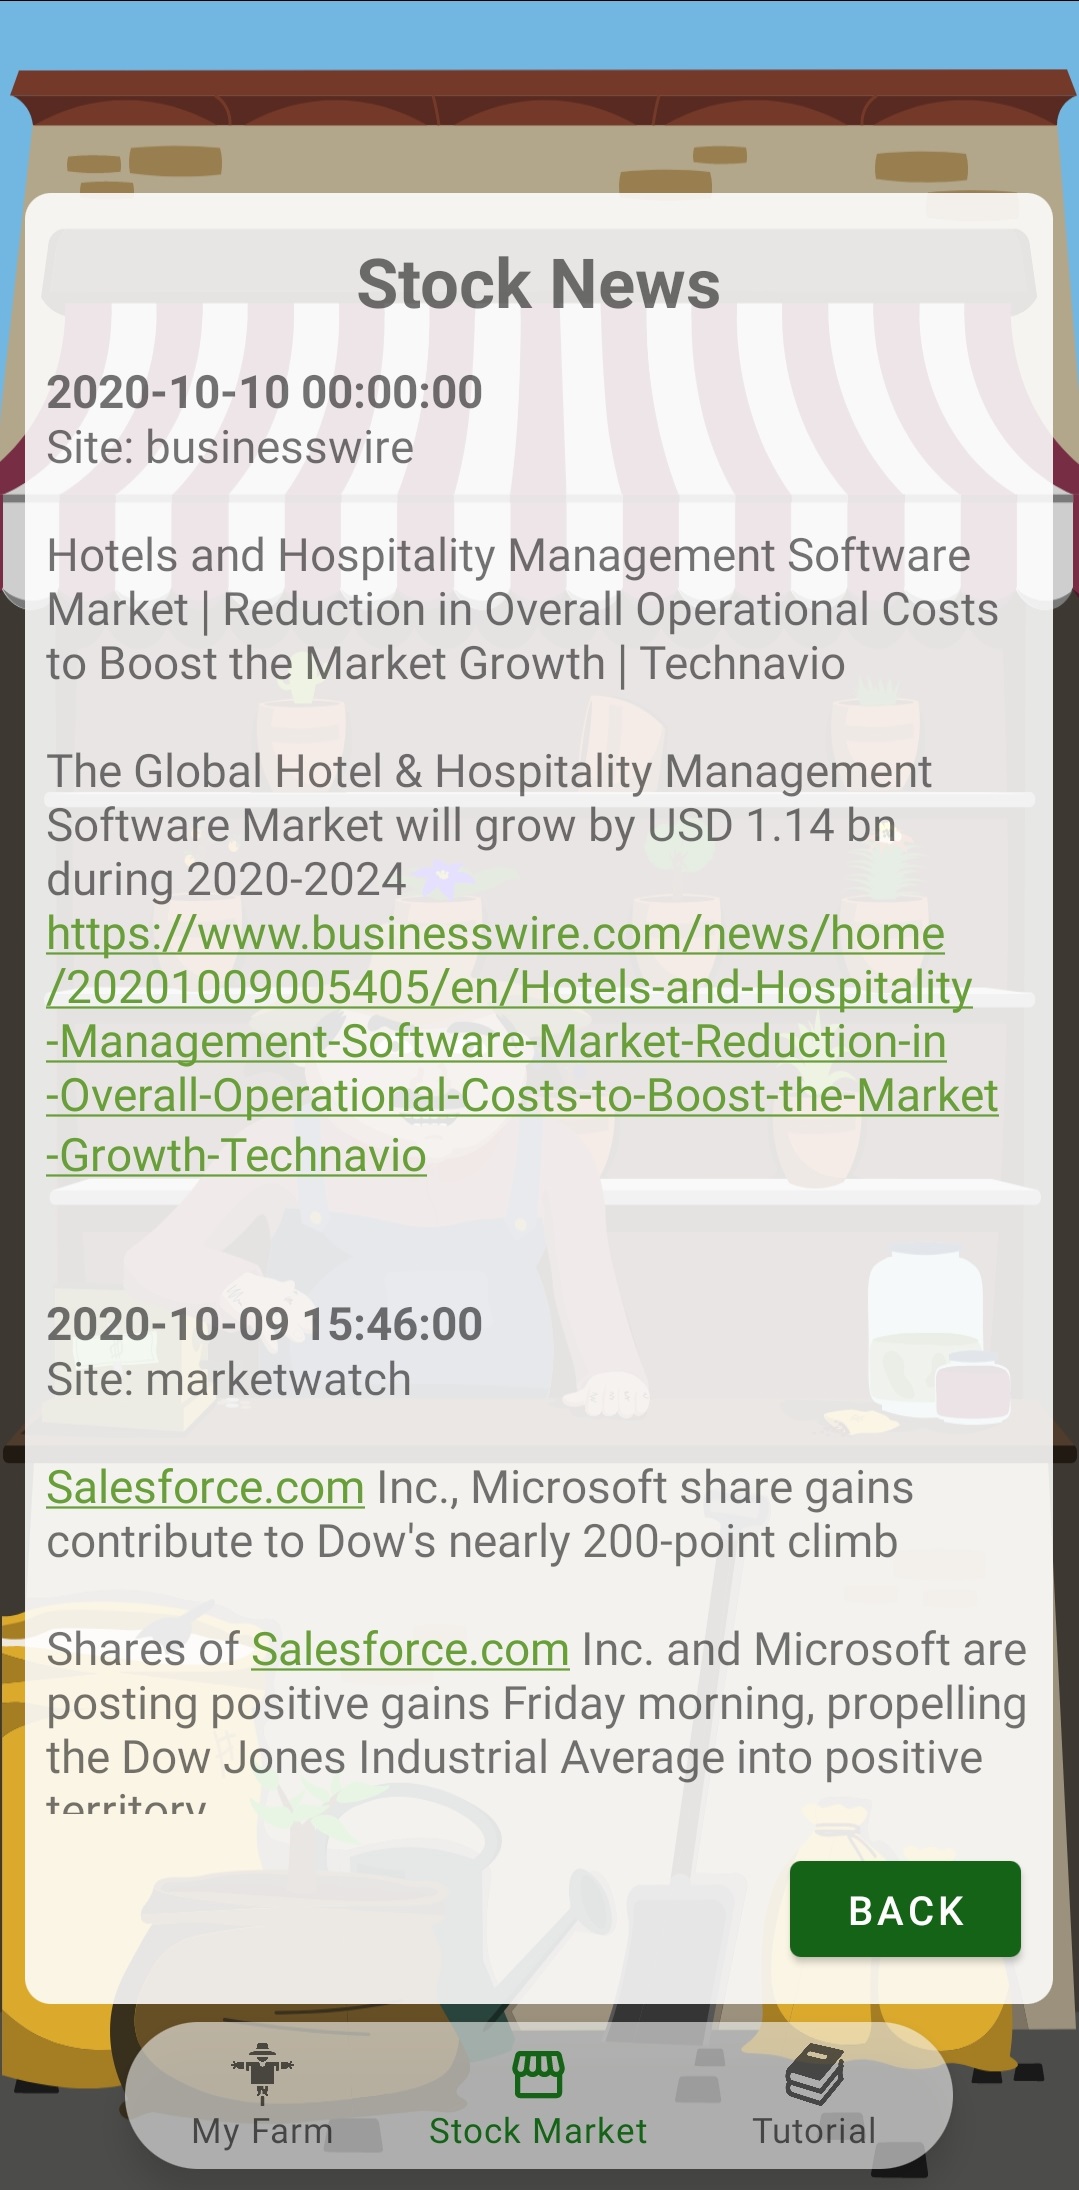 Stock News
2020-10-10 00:00:00
Site: businesswire
Hotels and Hospitality Management Software
Market | Reduction in Overall Operational Costs
to Boost the Market Growth | Technavio
The Global Hotel & Hospitality Management
Software Market will grow by USD 1.14 bn
during 2020-2024
https://www.businesswire.com/news/home
/20201009005405/en/Hotels-and-Hospitality
-Management-Software-Market-Reduction-in
-Overall-Operational-Costs-to-Boost-the-Market
-Growth-Technavio
2020-10-09 15:46:00
Site: marketwatch
Salesforce.com Inc., Microsoft share gains
contribute to Dow's nearly 200-point climb
Shares of Salesforce.com Inc. and Microsoft are
posting positive gains Friday morning, propelling
the Dow Jones Industrial Average into positive
territory
BACK
My Farm
Stock Market
Tutorial